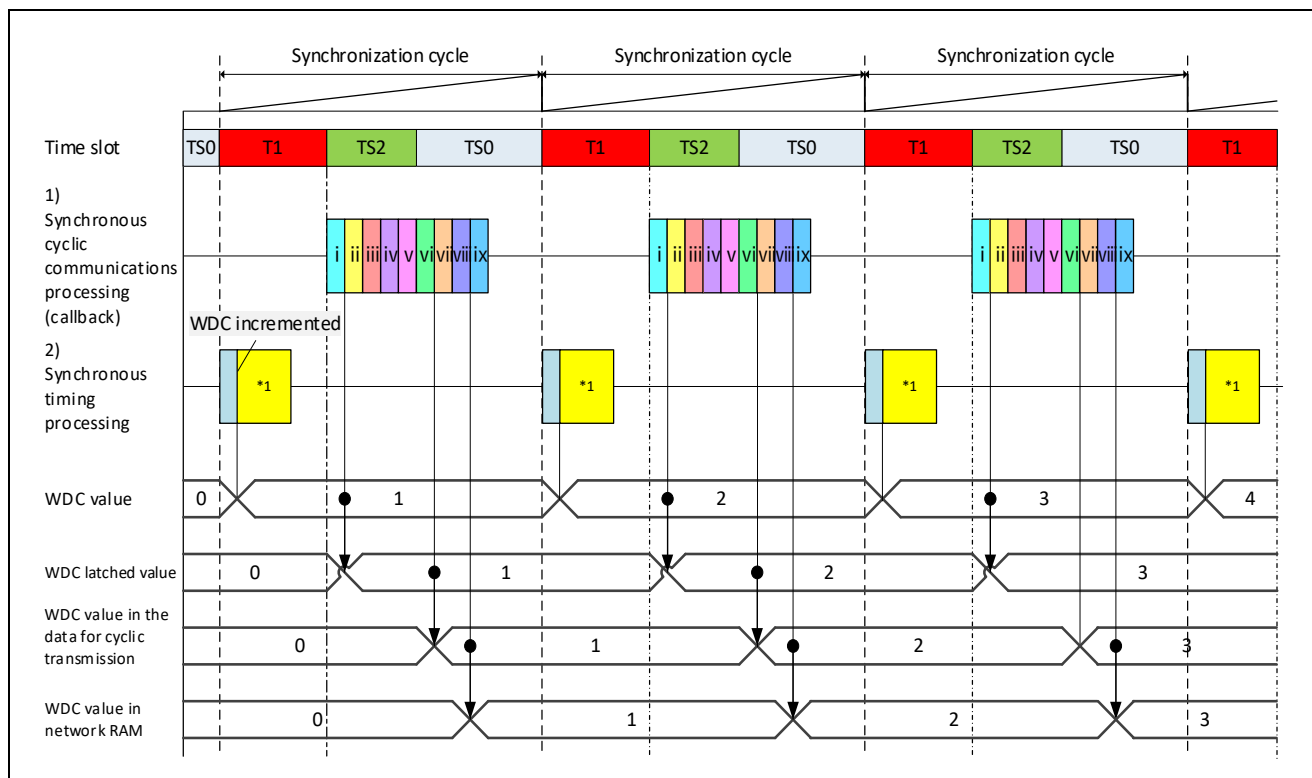 Synchronization cycle Synchronization cycle Synchronization cycle
Time slot TS0 T1 TS2 TS0 T1 TS2 TS0 T1 TS2 TS0 T1
1)
Synchronous
cyclic
communications
processing
(callback)
i ii iii iv v vi vii viii ix i ii iii iv v vi vii viii ix i ii iii iv v vi vii viii ix
WDC incremented
2)
Synchronous
timing
processing
*1 *1 *1 *1
WDC value 0 1 2 3 4
WDC latched value 0 1 2 3
WDC value in the
data for cyclic
transmission
0 1 2 3
WDC value in
network RAM
0 1 2 3